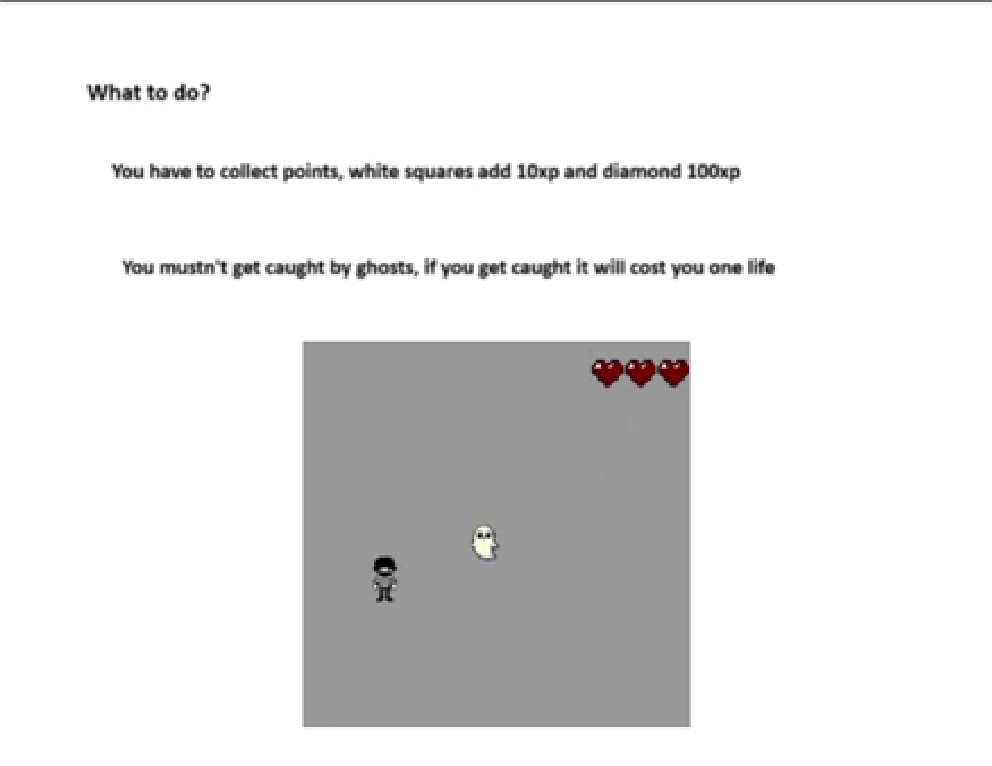 What to do?
You have to collect points, white squares add 10xp and diamond 100xp
You mustn't get caught by ghosts, if you get caught it will cost you one life